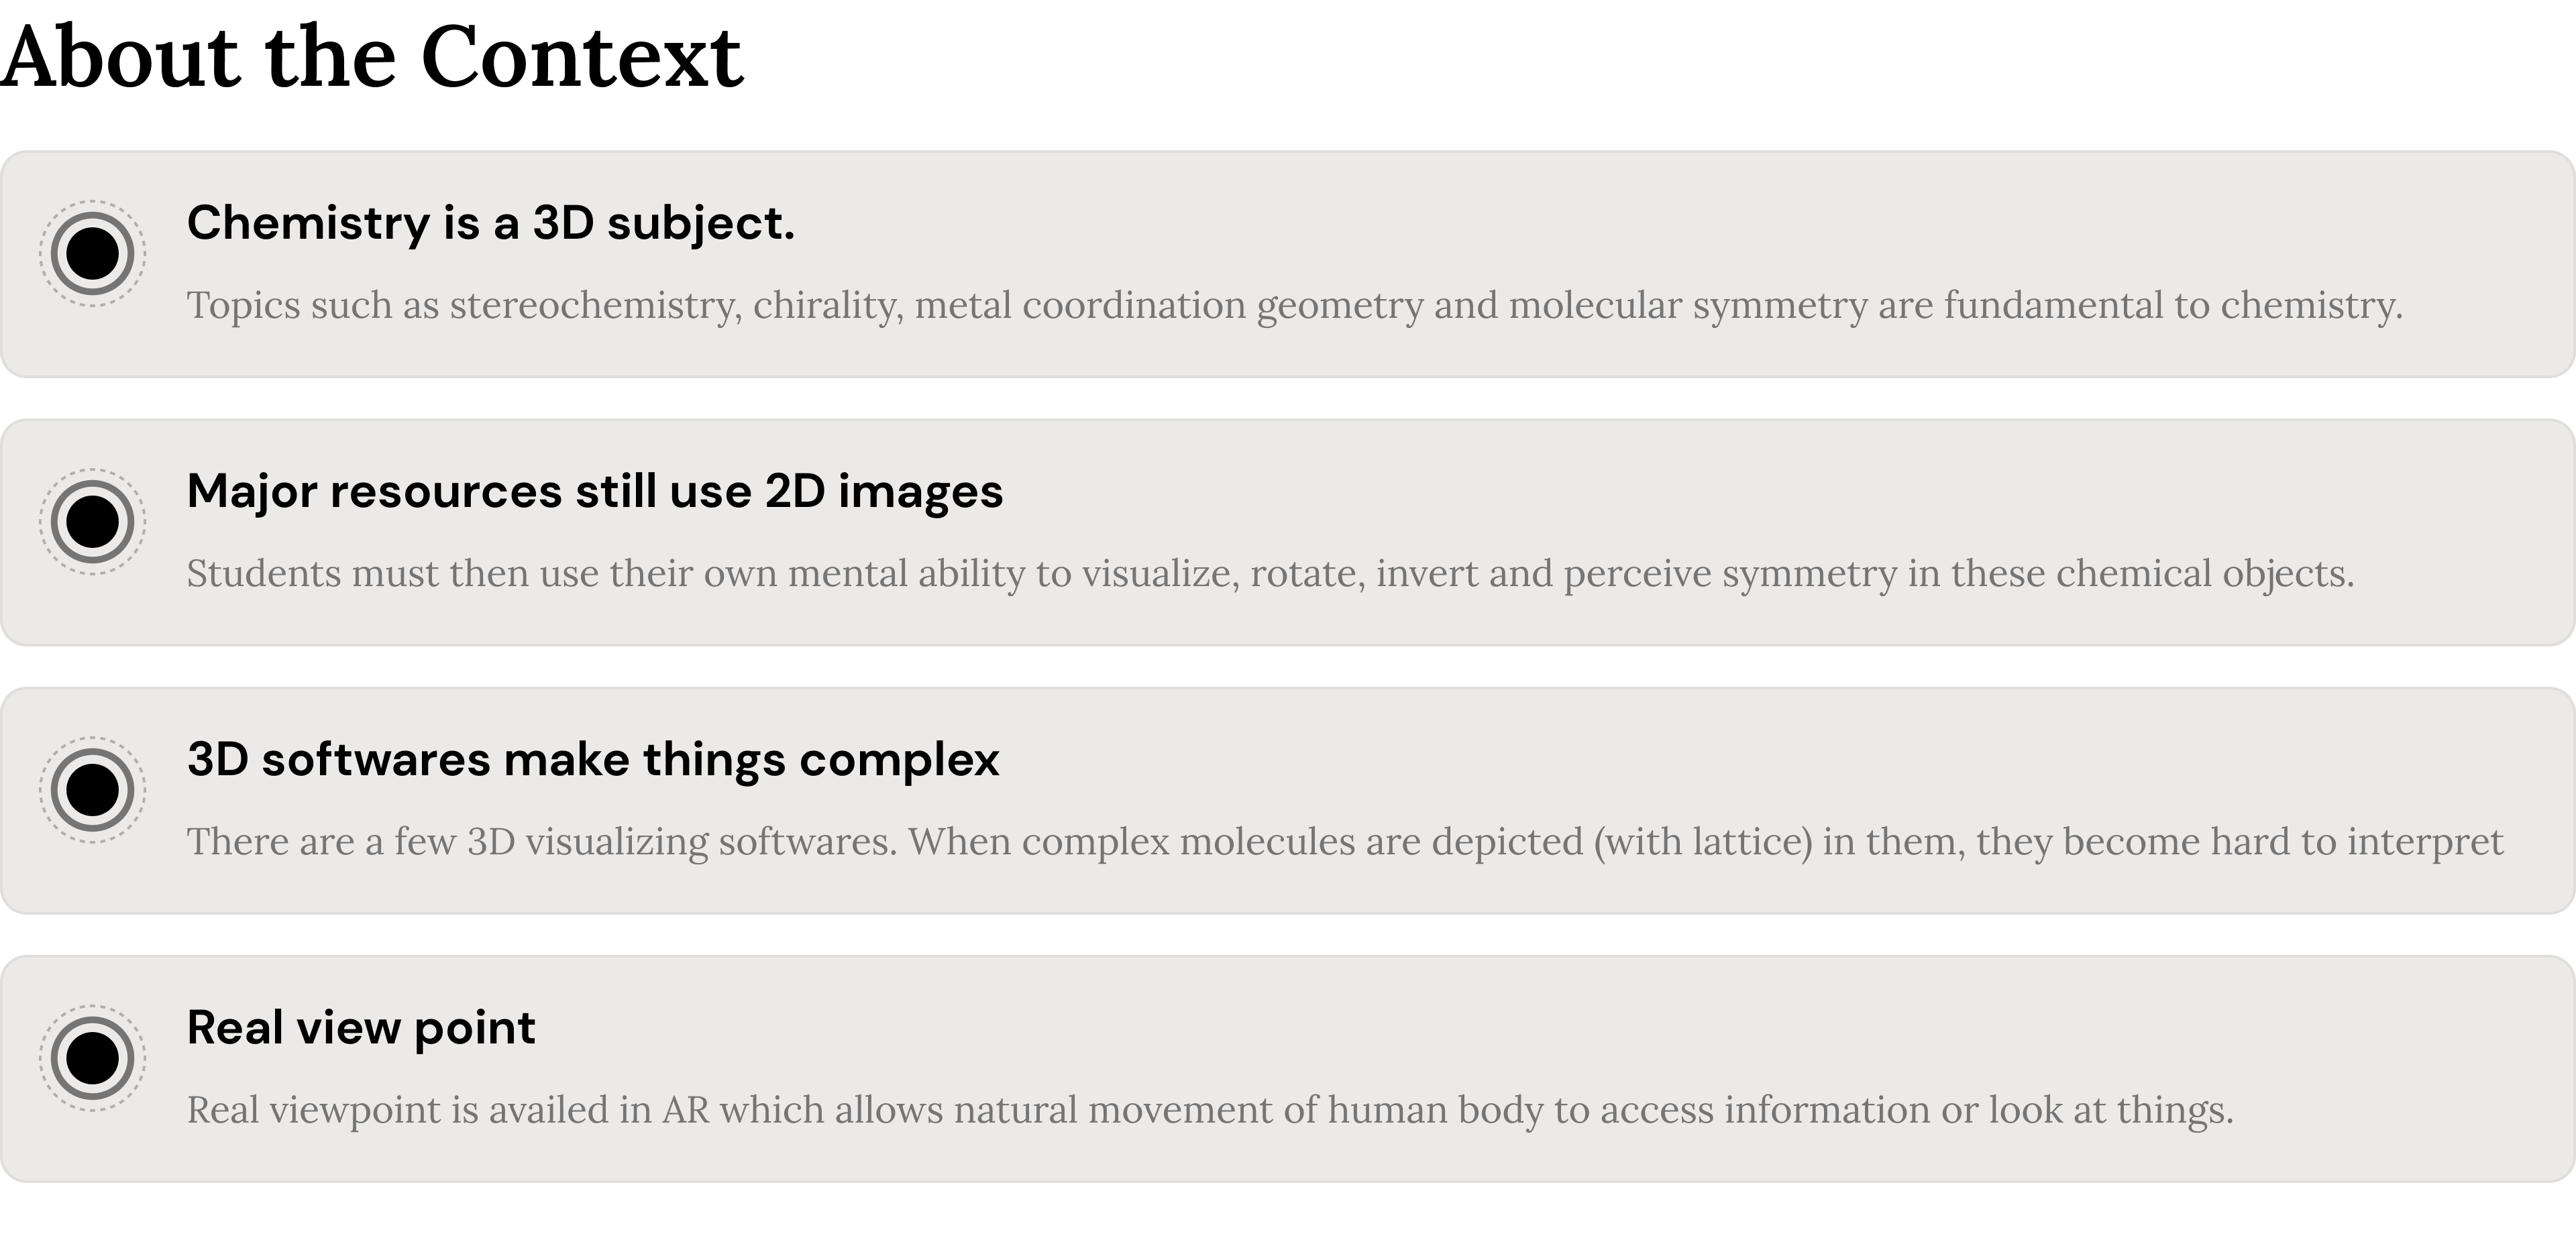 About the Context
Chemistry is a 3D subject.
Topics such as stereochemistry, chirality, metal coordination geometry and molecular symmetry are fundamental to chemistry.
Major resources still use 2D images
Students must then use their own mental ability to visualize, rotate, invert and perceive symmetry in these chemical objects.
3D softwares make things complex
There are a few 3D visualizing softwares. When complex molecules are depicted (with lattice) in them, they become hard to interpret
Real view point
Real viewpoint is availed in AR which allows natural movement of human body to access information or look at things.